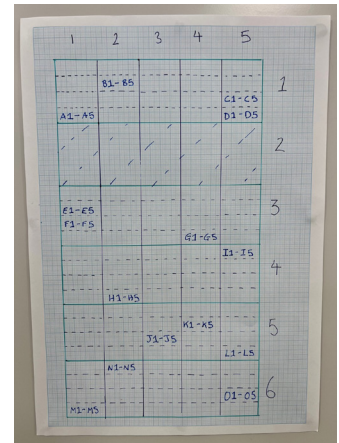 1 2 3 4 5
B1-B5 1
C1-C5
A1-A5 D1-D5
2
E1-E5 3
F1-F5
G1-G5
I1-I5
4
H1-H5
K1-K5 5
J1-J5
L1-L5
N1-N5
O1-O5 6
M1-M5